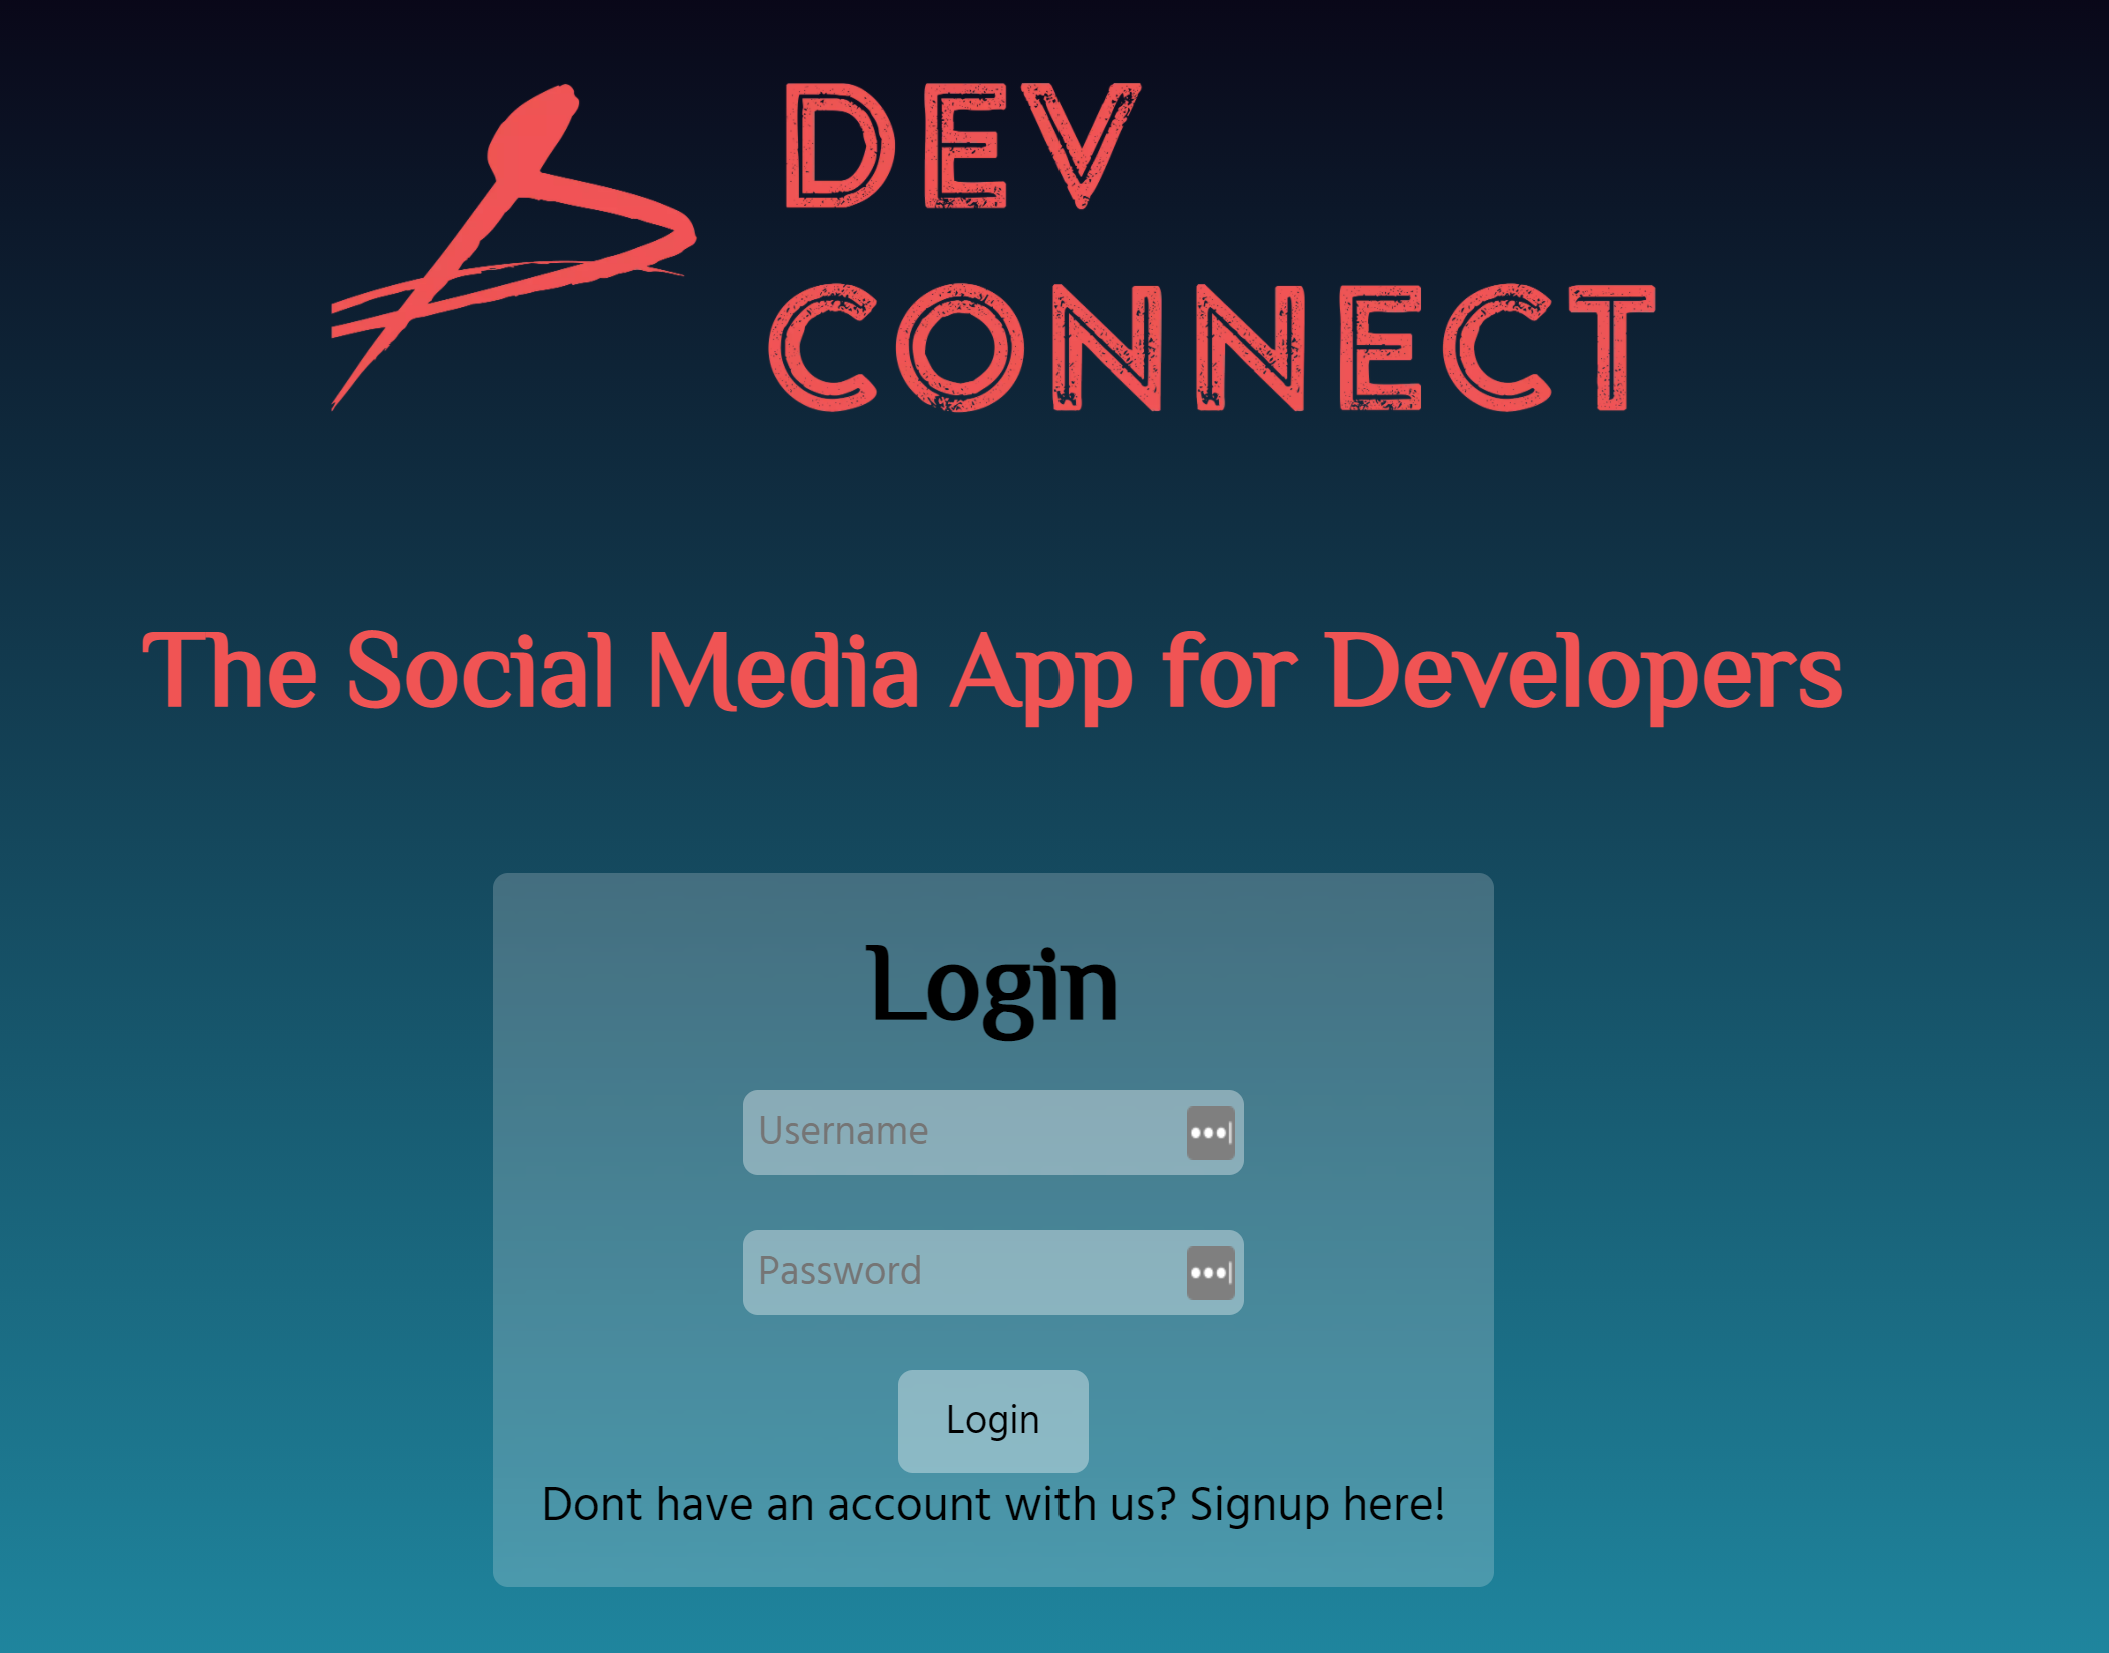 DEV
CONNECT
The Social Media App for Developers
Login
Username
Password
Login
Dont have an account with us? Signup here!